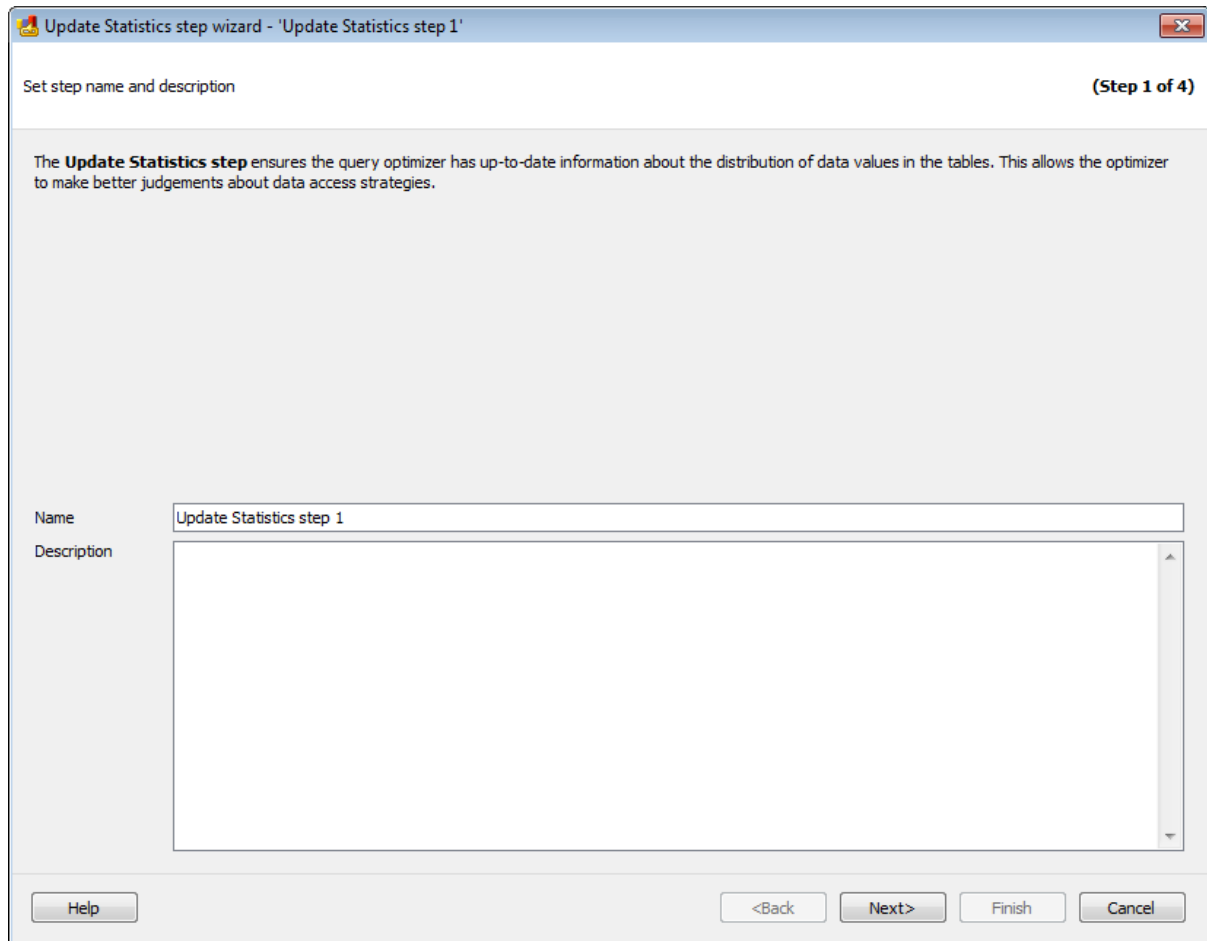 Update Statistics step wizard - 'Update Statistics step 1'
Set step name and description
(Step 1 of 4)
The Update Statistics step ensures the query optimizer has up-to-date information about the distribution of data values in the tables. This allows the optimizer
to make better judgements about data access strategies.
Name
Update Statistics step 1
Description
Help
<Back
Next>
Finish
Cancel